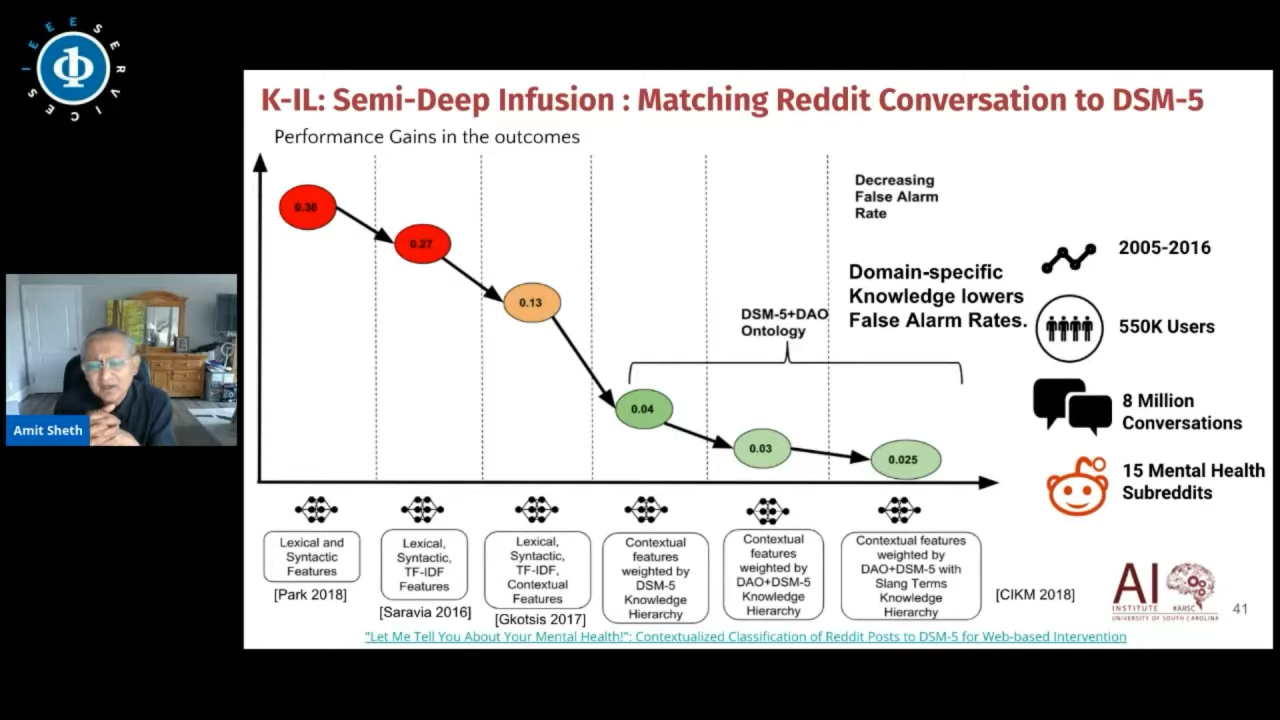 IEEE SERVICES
K-IL: Semi-Deep Infusion : Matching Reddit Conversation to DSM-5
Performance Gains in the outcomes
0.30
0.27
0.13
0.04
0.03
0.025
Decreasing
False Alarm
Rate
Domain-specific
Knowledge lowers
False Alarm Rates.
DSM-5+DAO
Ontology
2005-2016
550K Users
8 Million
Conversations
15 Mental Health
Subreddits
Amit Sheth
Lexical and
Syntactic
Features
[Park 2018]
Lexical,
Syntactic,
TF-IDF
Features
[Saravia 2016]
Lexical,
Syntactic,
TF-IDF,
Contextual
Features
[Gkotsis 2017]
Contextual
features
weighted by
DSM-5
Knowledge
Hierarchy
Contextual
features
weighted by
DAO+DSM-5
Knowledge
Hierarchy
Contextual features
weighted by
DAO+DSM-5 with
Slang Terms
Knowledge
Hierarchy
[CIKM 2018]
AI
INSTITUTE #AIISC
UNIVERSITY OF SOUTH CAROLINA
41
"Let Me Tell You About Your Mental Health!": Contextualized Classification of Reddit Posts to DSM-5 for Web-based Intervention